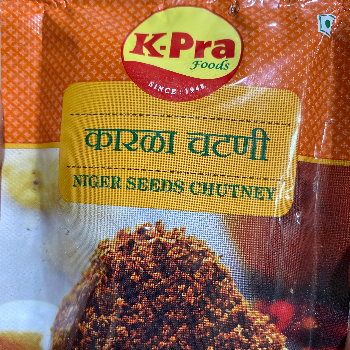 K-Pra
Foods
SINCE : 1948
कारळा चटणी
NIGER SEEDS CHUTNEY